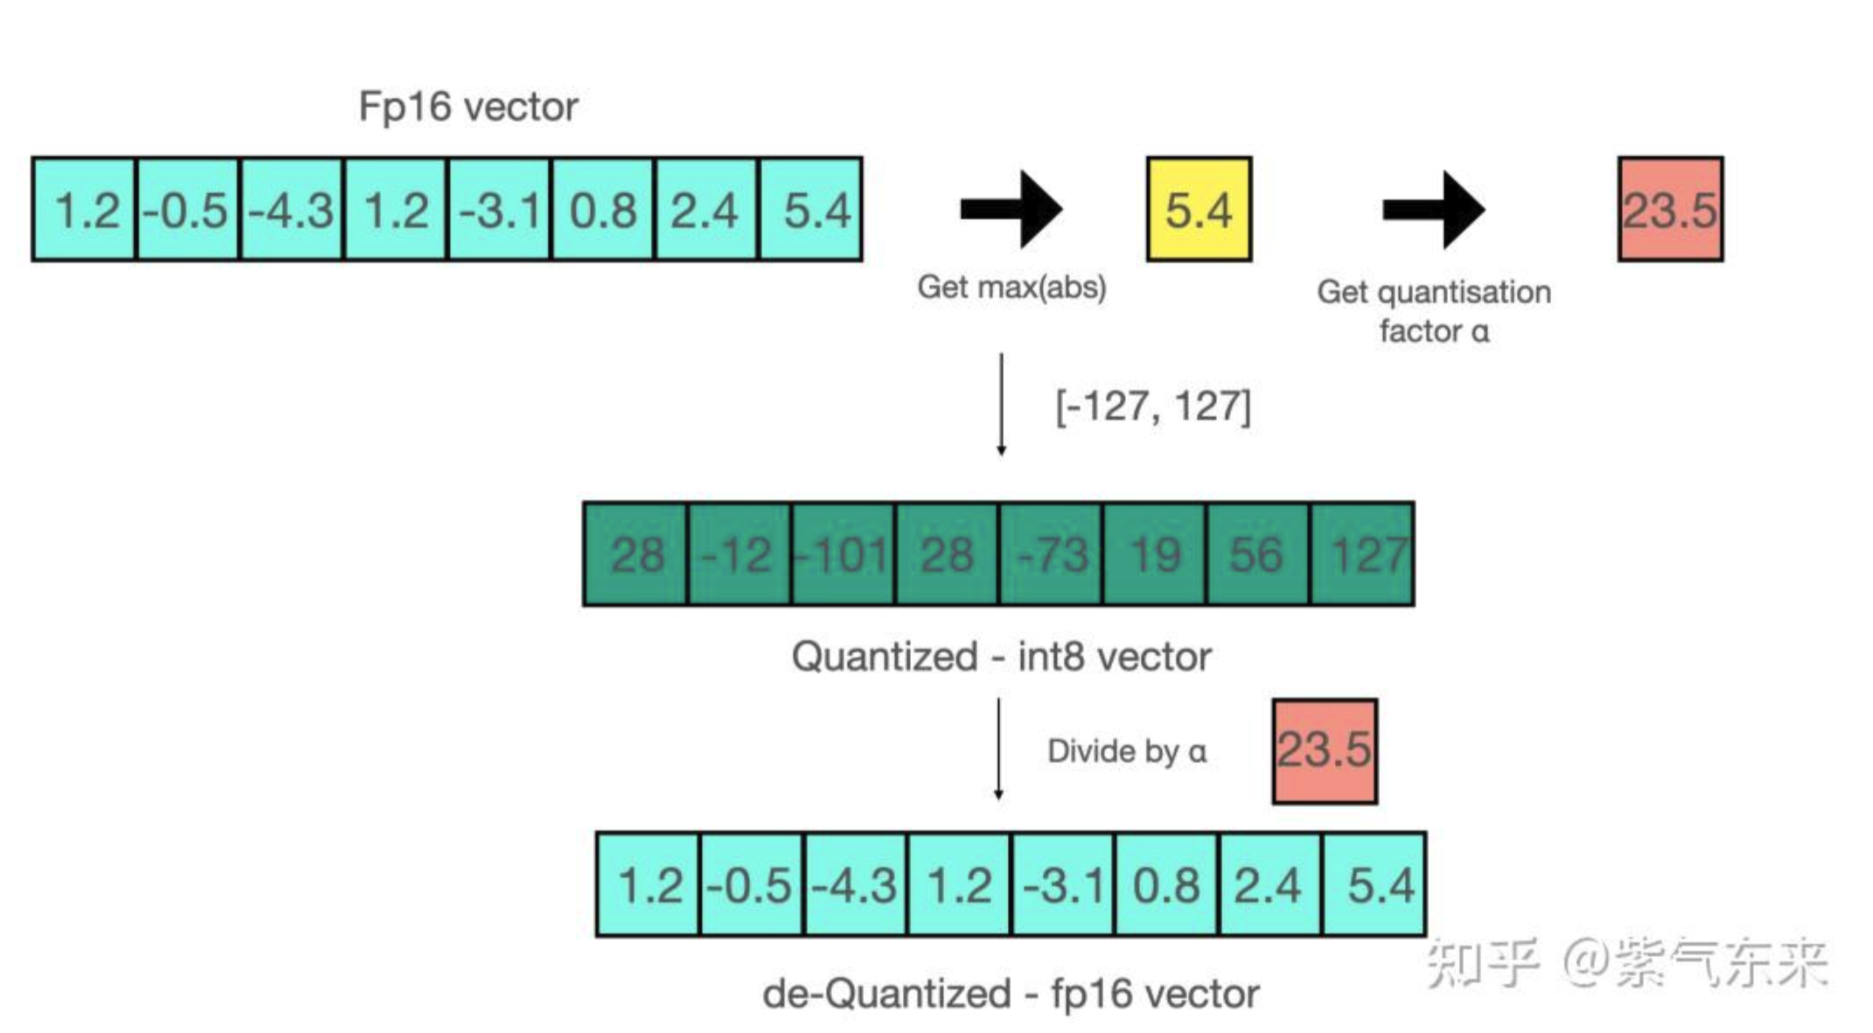 Fp16 vector
1.2 -0.5 -4.3 1.2 -3.1 0.8 2.4 5.4
5.4
23.5
Get max(abs)
Get quantisation
factor α
[-127, 127]
28 -12 -101 28 -73 19 56 127
Quantized - int8 vector
Divide by α
23.5
1.2 -0.5 -4.3 1.2 -3.1 0.8 2.4 5.4
de-Quantized - fp16 vector
知乎 @紫气东来